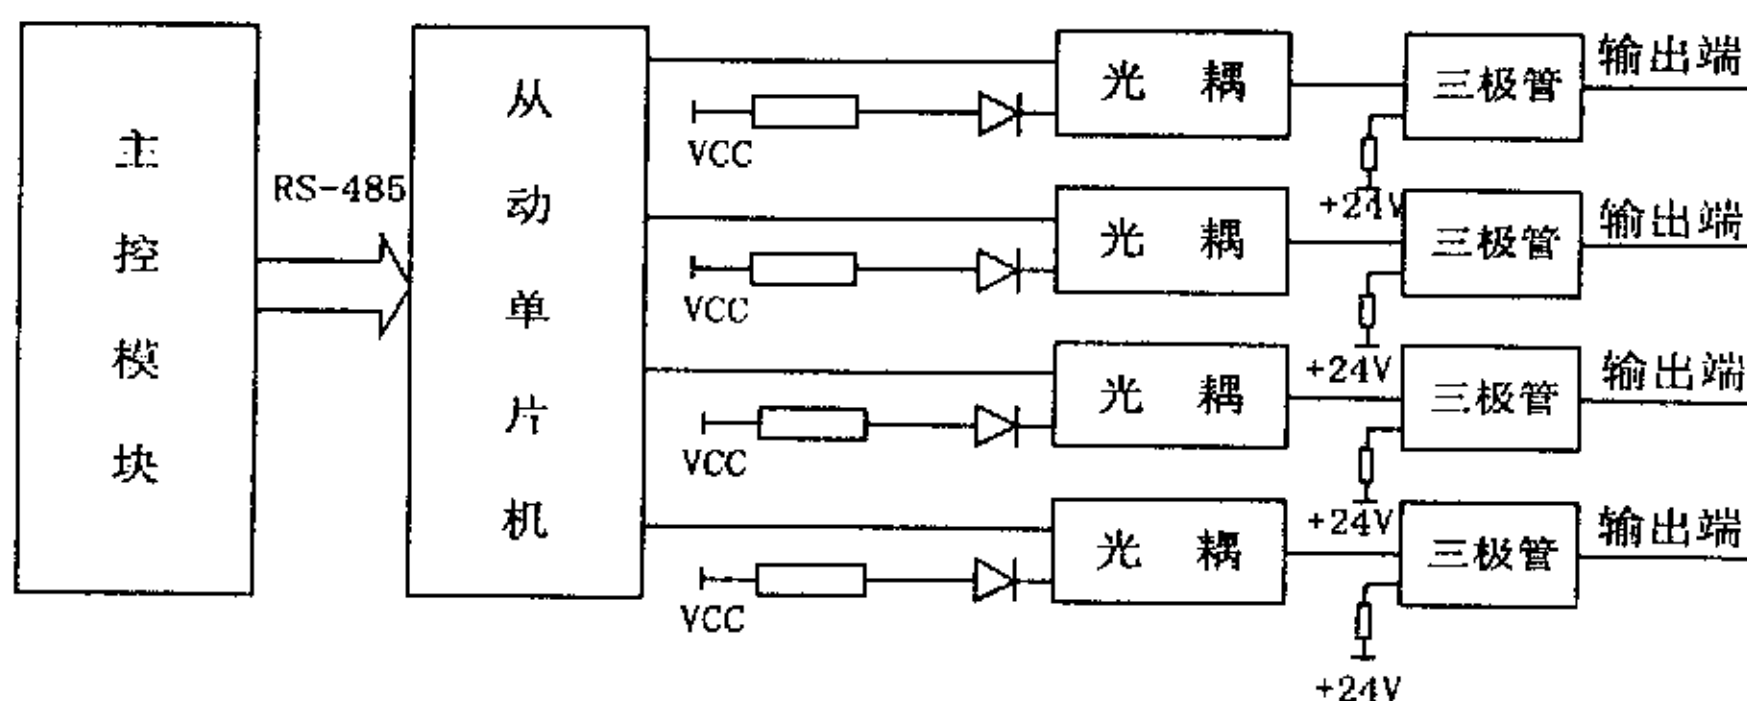 主控模块
RS-485
从动单片机
光 耦
三极管
输出端
VCC
+24V
光 耦
三极管
输出端
VCC
+24V
光 耦
三极管
输出端
VCC
+24V
光 耦
三极管
输出端
VCC
+24V